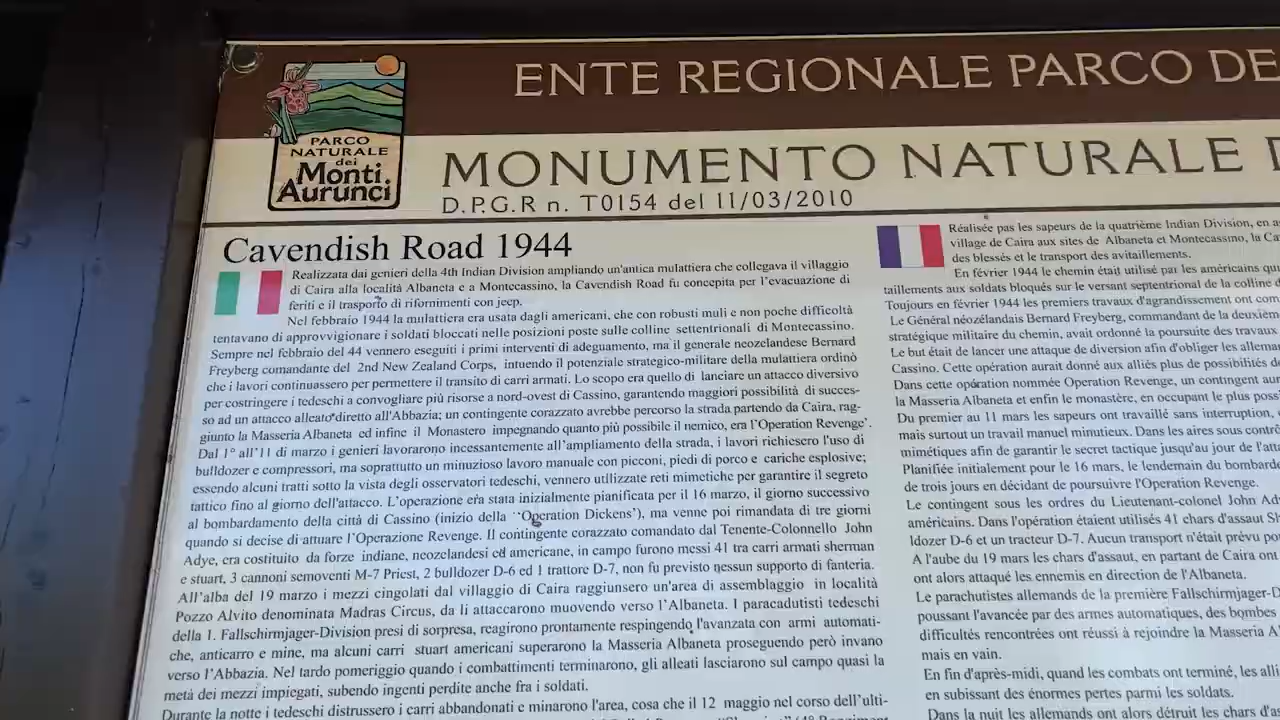 ENTE REGIONALE PARCO DE
PARCO
NATURALE
dei
Monti
Aurunci
MONUMENTO NATURALE D
D.P.G.R n. T0154 del 11/03/2010
Cavendish Road 1944
Realizzata dai genieri della 4th Indian Division ampliando un'antica mulattiera che collegava il villaggio
di Caira alla località Albaneta e a Montecassino, la Cavendish Road fu concepita per l'evacuazione di
feriti e il trasporto di rifornimenti con jeep.
Nel febbraio 1944 la mulattiera era usata dagli americani, che con robusti muli e non poche difficoltà
tentavano di approvvigionare i soldati bloccati nelle posizioni poste sulle colline settentrionali di Montecassino.
Sempre nel febbraio del 44 vennero eseguiti i primi interventi di adeguamento, ma il generale neozelandese Bernard
Freyberg comandante del 2nd New Zealand Corps, intuendo il potenziale strategico-militare della mulattiera ordinò
che i lavori continuassero per permettere il transito di carri armati. Lo scopo era quello di lanciare un attacco diversivo
per costringere i tedeschi a convogliare più risorse a nord-ovest di Cassino, garantendo maggiori possibilità di succes-
so ad un attacco alleato diretto all'Abbazia; un contingente corazzato avrebbe percorso la strada partendo da Caira, rag-
giunto la Masseria Albaneta ed infine il Monastero impegnando quanto più possibile il nemico, era l'Operation Revenge'.
Dal 1° all'11 di marzo i genieri lavorarono incessantemente all'ampliamento della strada, i lavori richiesero l'uso di
bulldozer e compressori, ma soprattutto un minuzioso lavoro manuale con picconi, piedi di porco e cariche esplosive;
essendo alcuni tratti sotto la vista degli osservatori tedeschi, vennero utilizzate reti mimetiche per garantire il segreto
tattico fino al giorno dell'attacco. L'operazione era stata inizialmente pianificata per il 16 marzo, il giorno successivo
al bombardamento della città di Cassino (inizio della ''Operation Dickens'), ma venne poi rimandata di tre giorni
quando si decise di attuare l'Operazione Revenge. Il contingente corazzato comandato dal Tenente-Colonnello John
Adye, era costituito da forze indiane, neozelandesi ed americane, in campo furono messi 41 tra carri armati sherman
e stuart, 3 cannoni semoventi M-7 Priest, 2 bulldozer D-6 ed 1 trattore D-7, non fu previsto nessun supporto di fanteria.
All'alba del 19 marzo i mezzi cingolati dal villaggio di Caira raggiunsero un'area di assemblaggio in località
Pozzo Alvito denominata Madras Circus, da lì attaccarono muovendo verso l'Albaneta. I paracadutisti tedeschi
della 1. Fallschirmjager-Division presi di sorpresa, reagirono prontamente respingendo l'avanzata con armi automati-
che, anticarro e mine, ma alcuni carri stuart americani superarono la Masseria Albaneta proseguendo però invano
verso l'Abbazia. Nel tardo pomeriggio quando i combattimenti terminarono, gli alleati lasciarono sul campo quasi la
metà dei mezzi impiegati, subendo ingenti perdite anche fra i soldati.
Durante la notte i tedeschi distrussero i carri abbandonati e minarono l'area, cosa che il 12 maggio nel corso dell'ulti-
Réalisée pas les sapeurs de la quatrième Indian Division, en a
village de Caira aux sites de Albaneta et Montecassino, la Ca
des blessés et le transport des avitaillements.
En février 1944 le chemin était utilisé par les américains qu
taillements aux soldats bloqués sur le versant septentrional de la colline d
Toujours en février 1944 les premiers travaux d'agrandissement ont com
Le Général néozélandais Bernard Freyberg, commandant de la deuxièm
stratégique militaire du chemin, avait ordonné la poursuite des travaux
Le but était de lancer une attaque de diversion afin d'obliger les allema
Cassino. Cette opération aurait donné aux alliés plus de possibilités d
Dans cette opération nommée Operation Revenge, un contingent aur
la Masseria Albaneta et enfin le monastère, en occupant le plus poss
Du premier au 11 mars les sapeurs ont travaillé sans interruption,
mais surtout un travail manuel minutieux. Dans les aires sous contrô
mimétiques afin de garantir le secret tactique jusqu'au jour de l'att
Planifiée initialement pour le 16 mars, le lendemain du bombard
de trois jours en décidant de poursuivre l'Operation Revenge.
Le contingent sous les ordres du Lieutenant-colonel John Ad
américains. Dans l'opération étaient utilisés 41 chars d'assaut Sh
ldozer D-6 et un tracteur D-7. Aucun transport n'était prévu po
A l'aube du 19 mars les chars d'assaut, en partant de Caira ont
ont alors attaqué les ennemis en direction de l'Albaneta.
Le parachutistes allemands de la première Fallschirmjager-D
poussant l'avancée par des armes automatiques, des bombes
difficultés rencontrées ont réussi à rejoindre la Masseria A
mais en vain.
En fin d'après-midi, quand les combats ont terminé, les alli
en subissant des énormes pertes parmi les soldats.
Dans la nuit les allemands ont alors détruit les chars d'as